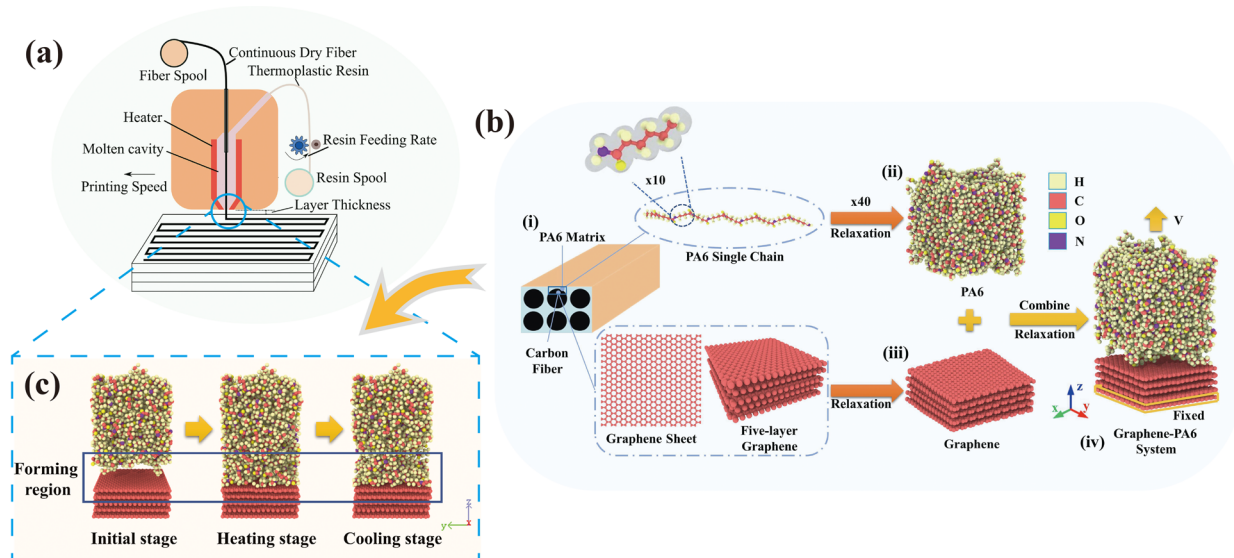 (a)
Continuous Dry Fiber
Thermoplastic Resin
Fiber Spool
Heater
Resin Feeding Rate
Molten cavity
Printing Speed
Resin Spool
Layer Thickness
(b)
x10
(i)
PA6 Matrix
PA6 Single Chain
Carbon
Fiber
x40
Relaxation
(ii)
PA6
H
C
O
N
V
Combine
Relaxation
Graphene Sheet
Five-layer
Graphene
Relaxation
(iii)
Graphene
z
x
y
Fixed
(iv)
Graphene-PA6
System
(c)
Forming
region
Initial stage
Heating stage
Cooling stage
z
y
x